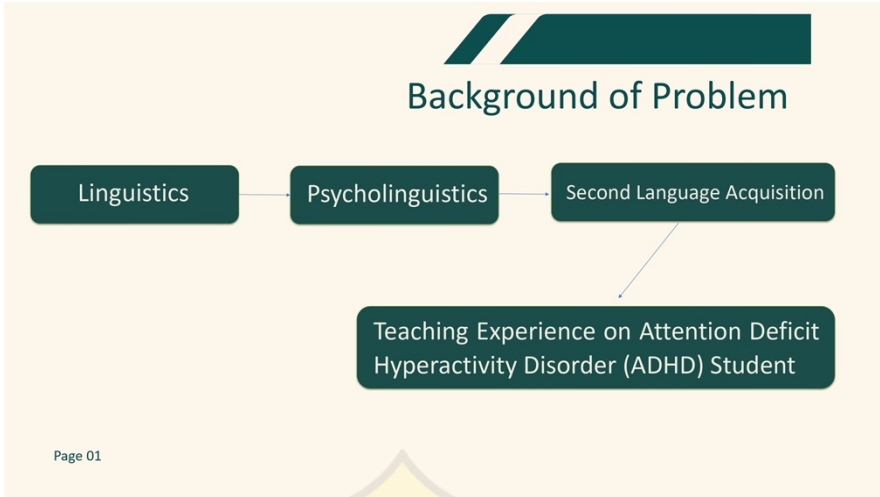 Background of Problem
Linguistics
Psycholinguistics
Second Language Acquisition
Teaching Experience on Attention Deficit
Hyperactivity Disorder (ADHD) Student
Page 01